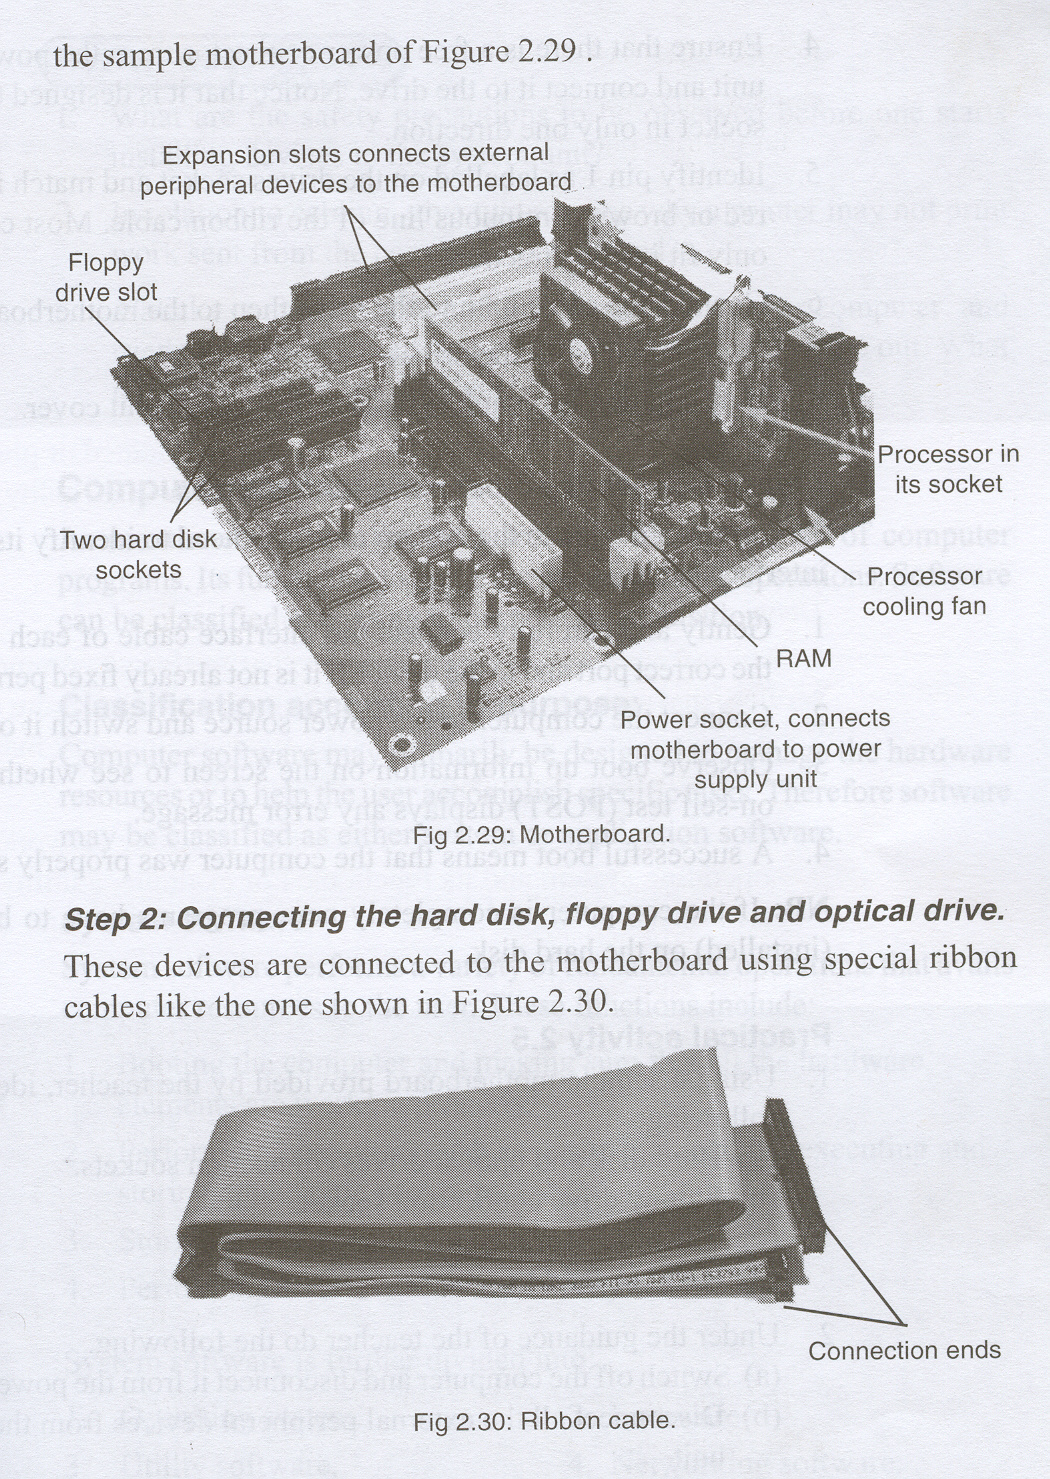 the sample motherboard of Figure 2.29 .
Expansion slots connects external
peripheral devices to the motherboard
Floppy
drive slot
Processor in
its socket
Two hard disk
sockets
Processor
cooling fan
RAM
Power socket, connects
motherboard to power
supply unit
Fig 2.29: Motherboard.
Step 2: Connecting the hard disk, floppy drive and optical drive.
These devices are connected to the motherboard using special ribbon
cables like the one shown in Figure 2.30.
Connection ends
Fig 2.30: Ribbon cable.